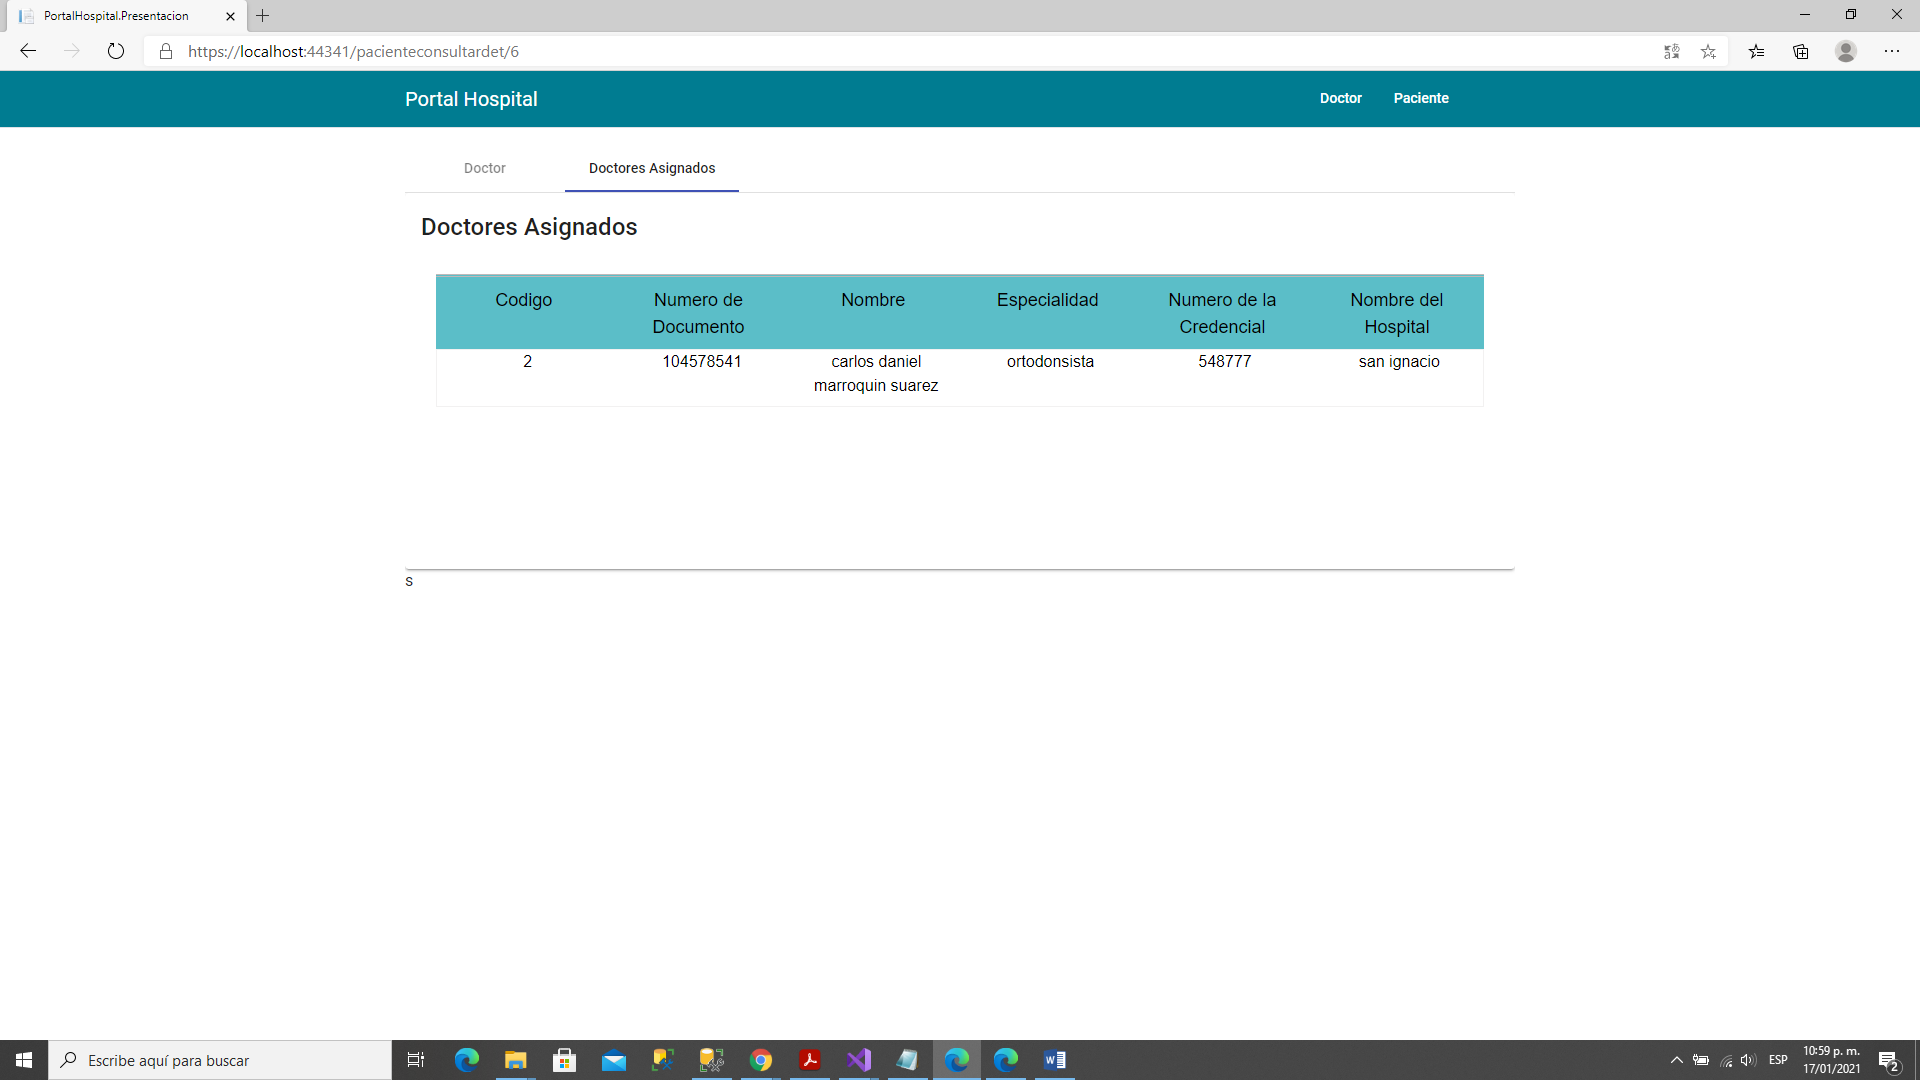 PortalHospital.Presentacion
https://localhost:44341/pacienteconsultardet/6
Portal Hospital
Doctor
Paciente
Doctor
Doctores Asignados
Doctores Asignados
Codigo
Numero de
Documento
Nombre
Especialidad
Numero de la
Credencial
Nombre del
Hospital
2
104578541
carlos daniel
marroquin suarez
ortodonsista
548777
san ignacio
s
Escribe aquí para buscar
ESP
10:59 p. m.
17/01/2021
2